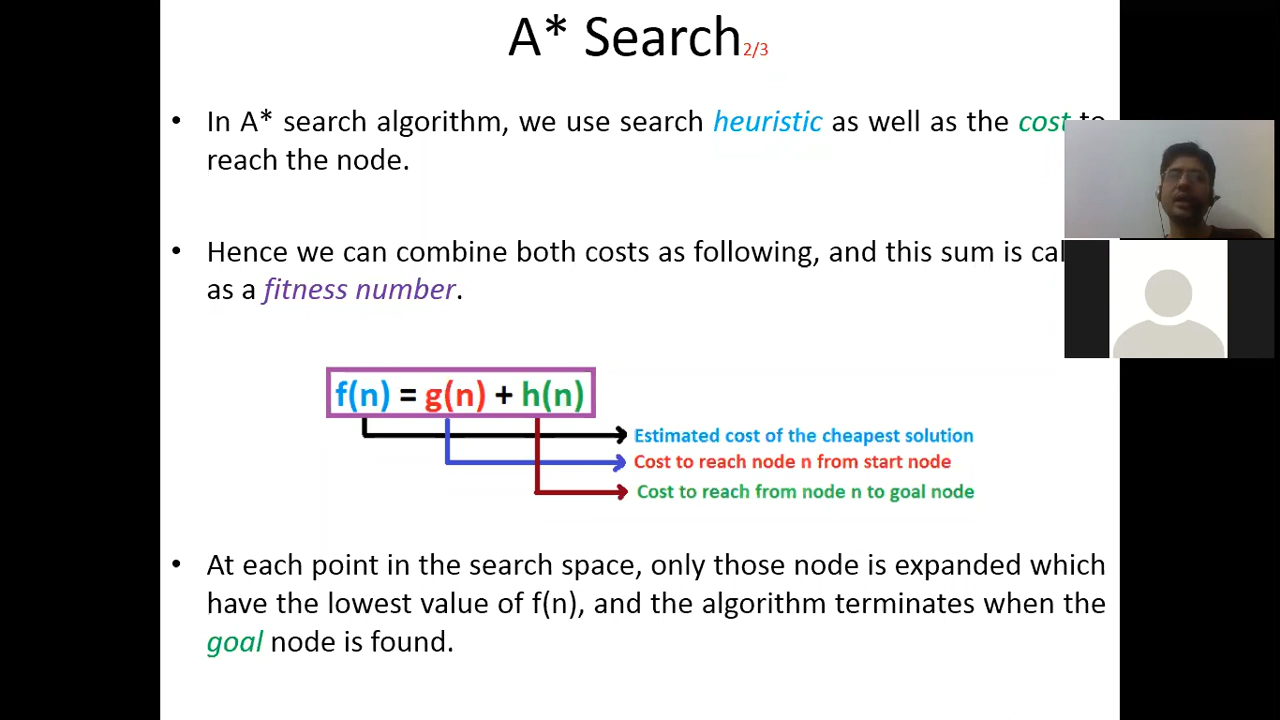 A* Search2/3
• In A* search algorithm, we use search heuristic as well as the cost to
reach the node.
• Hence we can combine both costs as following, and this sum is
as a fitness number.
f(n) = g(n) + h(n)
Estimated cost of the cheapest solution
Cost to reach node n from start node
Cost to reach from node n to goal node
• At each point in the search space, only those node is expanded which
have the lowest value of f(n), and the algorithm terminates when the
goal node is found.